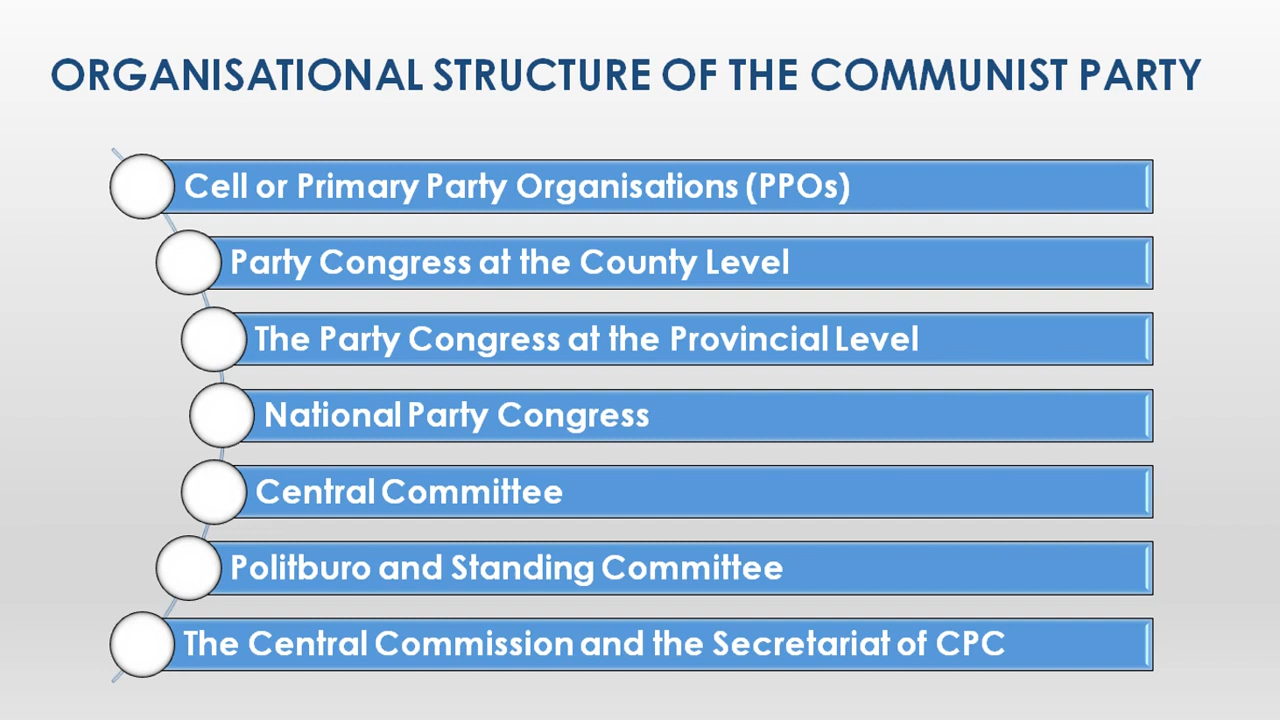 ORGANISATIONAL STRUCTURE OF THE COMMUNIST PARTY
Cell or Primary Party Organisations (PPOs)
Party Congress at the County Level
The Party Congress at the Provincial Level
National Party Congress
Central Committee
Politburo and Standing Committee
The Central Commission and the Secretariat of CPC